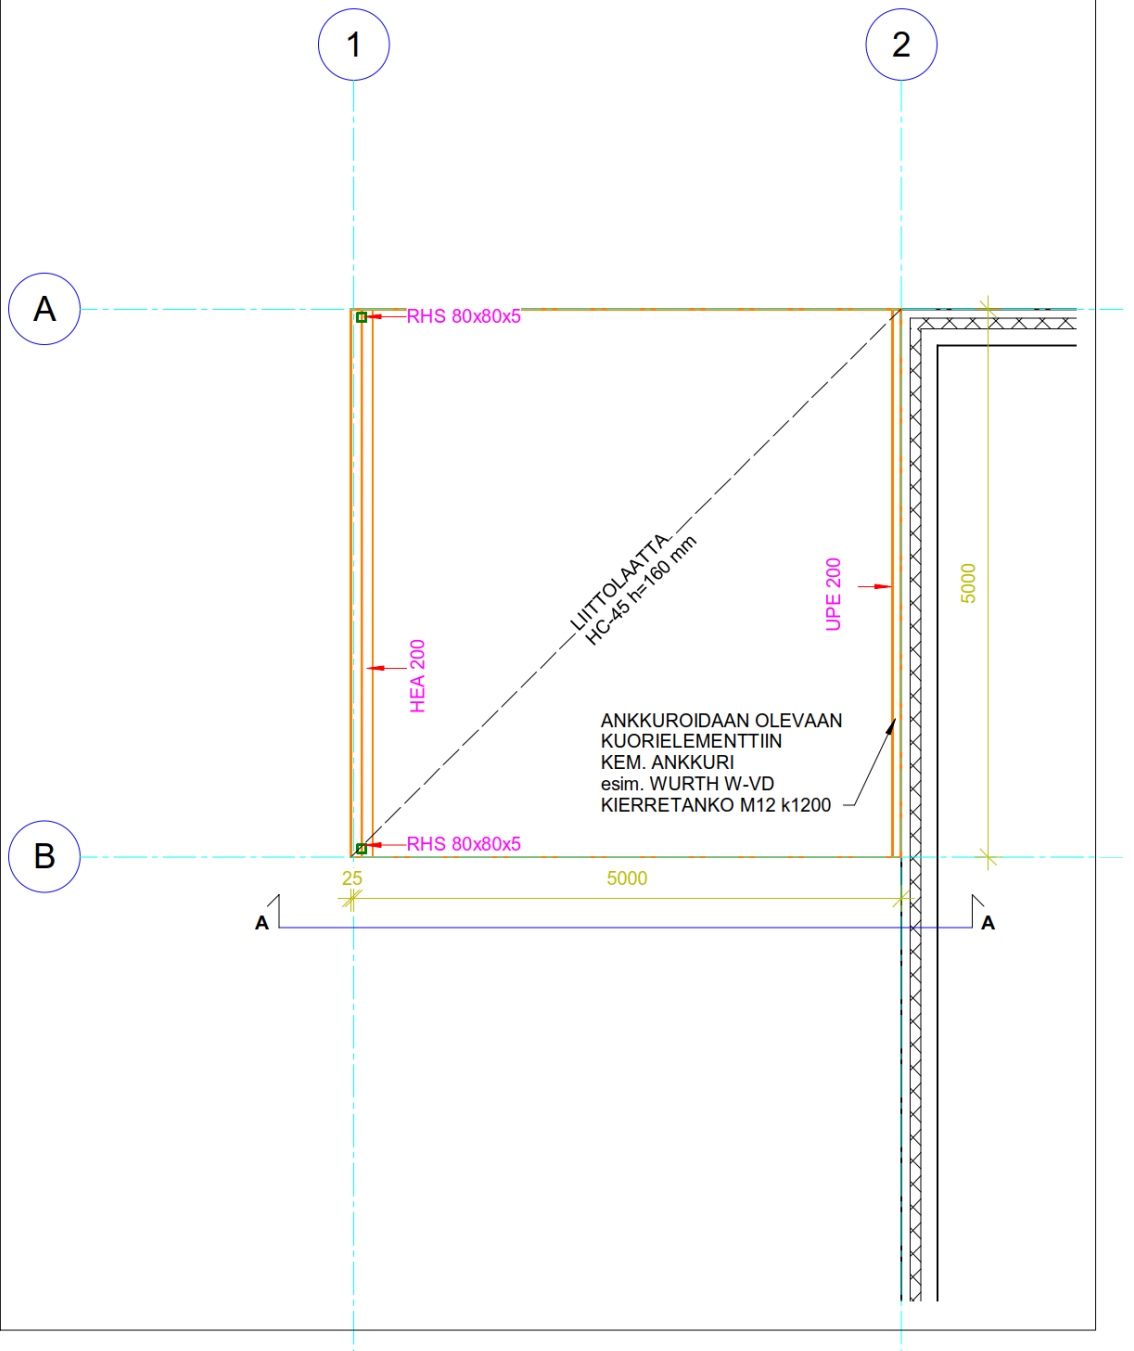 1
2
A
RHS 80x80x5
LIITTOLAATTA
HC-45 h=160 mm
UPE 200
5000
HEA 200
ANKKUROIDAAN OLEVAAN
KUORIELEMENTTIIN
KEM. ANKKURI
esim. WURTH W-VD
KIERRETANKO M12 k1200
B
RHS 80x80x5
25
5000
A
A